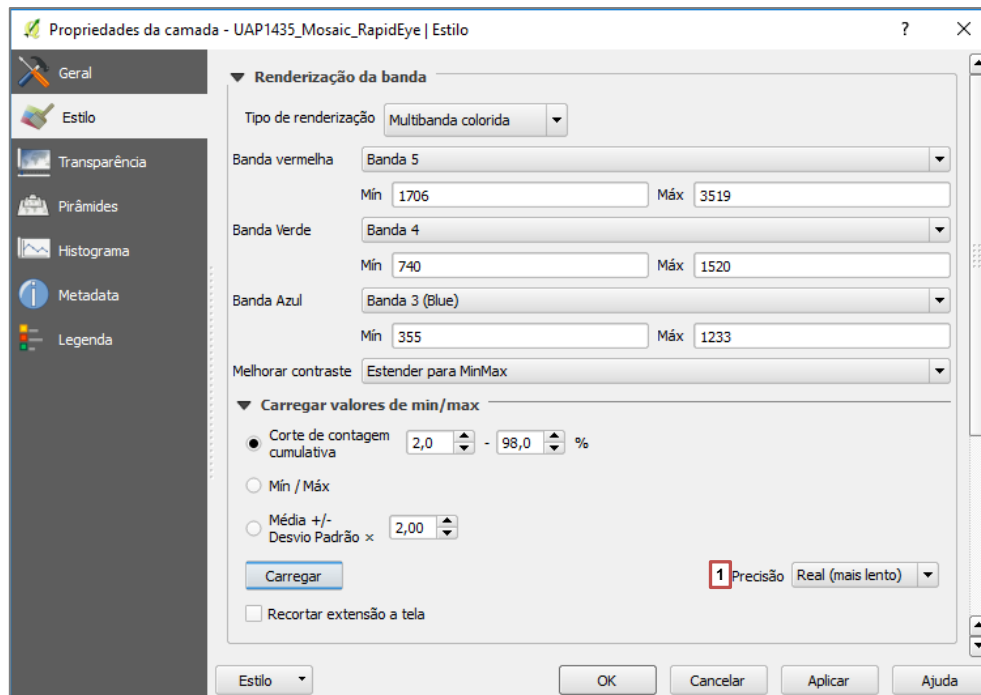 Propriedades da camada - UAP1435_Mosaic_RapidEye | Estilo
?
Geral
Estilo
Transparência
Pirâmides
Histograma
Metadata
Legenda
Renderização da banda
Tipo de renderização Multibanda colorida
Banda vermelha Banda 5
Mín 1706 Máx 3519
Banda Verde Banda 4
Mín 740 Máx 1520
Banda Azul Banda 3 (Blue)
Mín 355 Máx 1233
Melhorar contraste Estender para MinMax
Carregar valores de min/max
Corte de contagem
cumulativa 2,0 - 98,0 %
Mín / Máx
Média +/-
Desvio Padrão × 2,00
Carregar 1 Precisão Real (mais lento)
Recortar extensão a tela
Estilo OK Cancelar Aplicar Ajuda